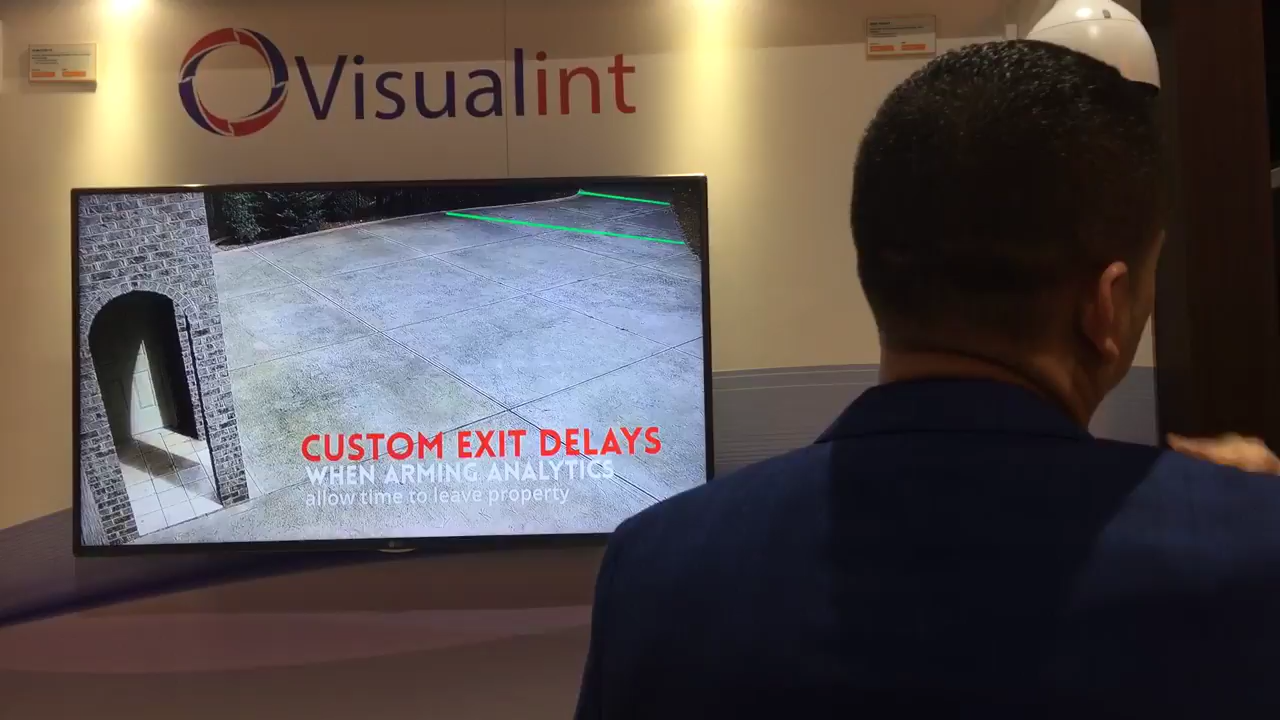 Visualint
CUSTOM EXIT DELAYS
WHEN ARMING ANALYTICS
allow time to leave property